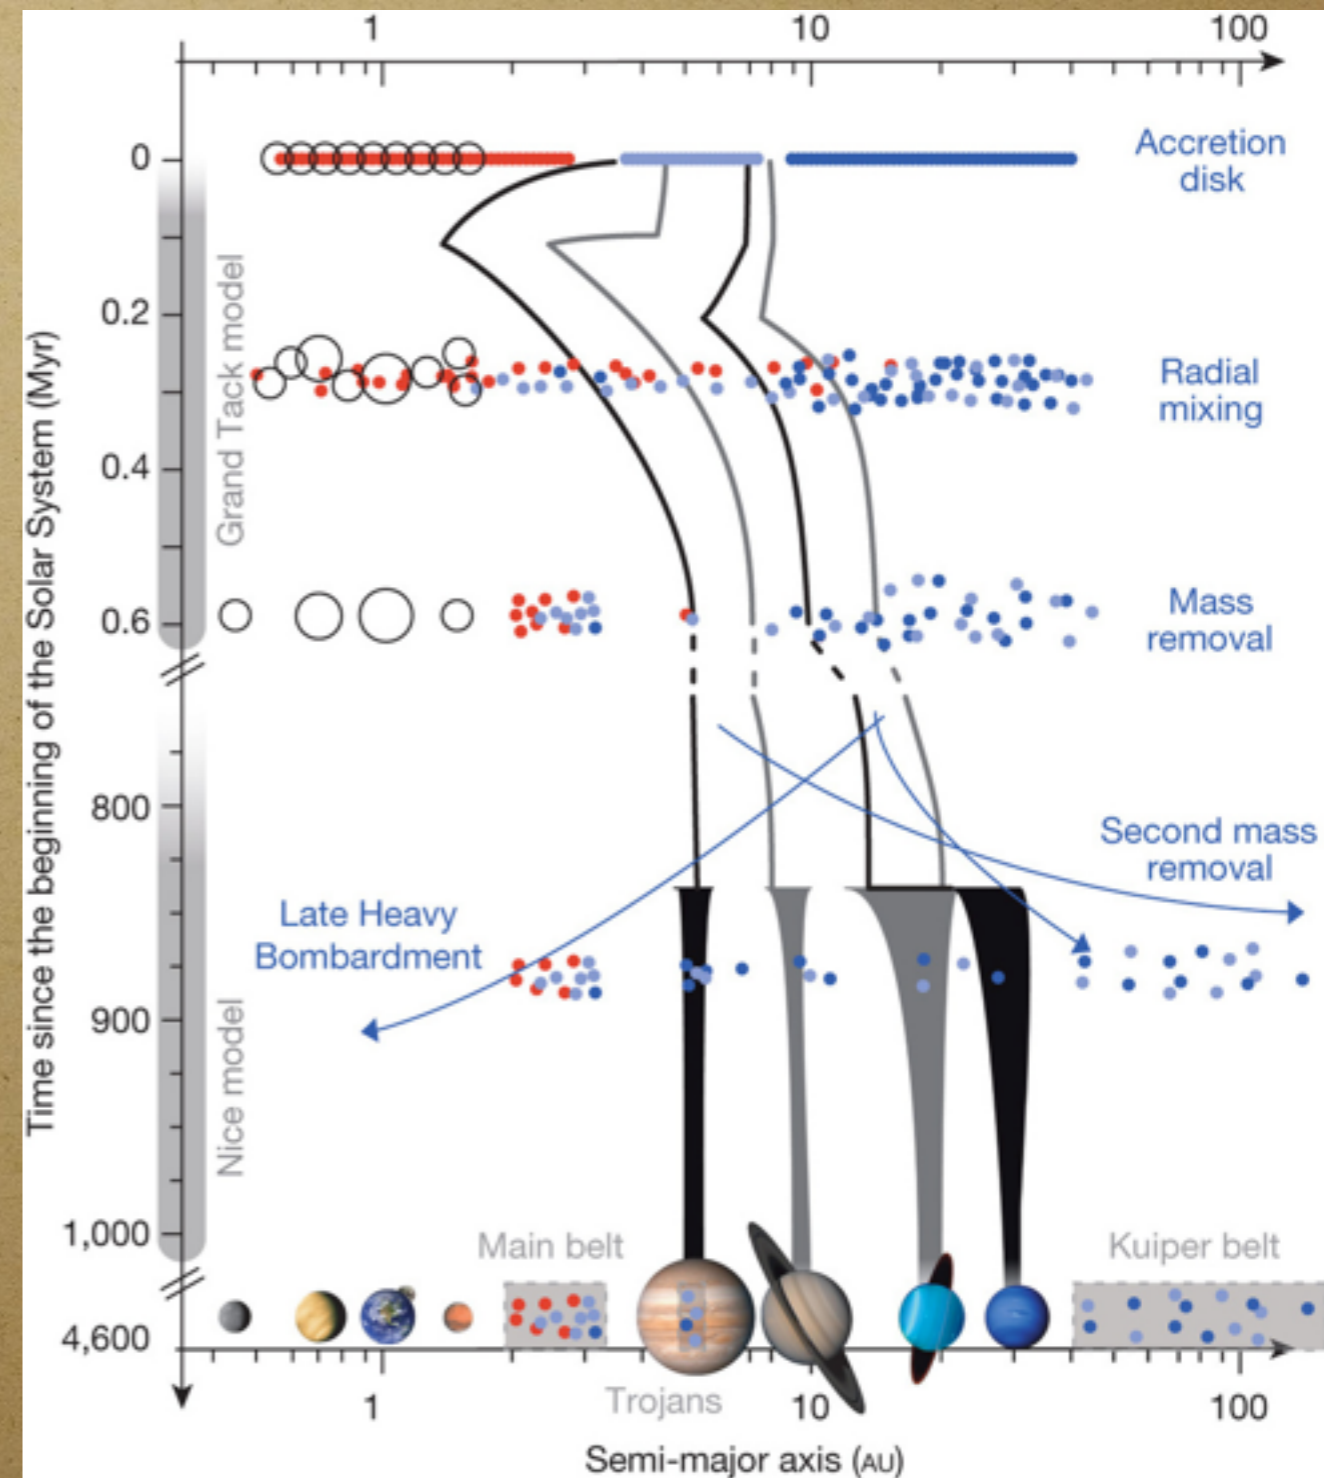 1 10 100
Accretion
disk
0
Grand Tack model
0.2
Radial
mixing
0.4
Mass
removal
0.6
Time since the beginning of the Solar System (Myr)
800
Second mass
removal
Late Heavy
Bombardment
900
Nice model
1,000
Main belt
Kuiper belt
4,600
Trojans
1 10 100
Semi-major axis (AU)